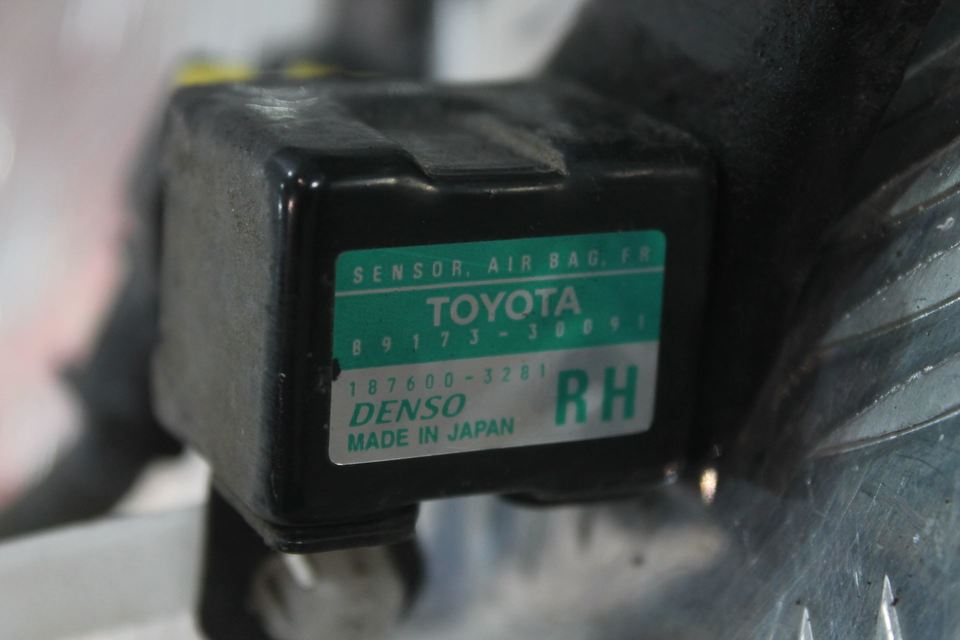 SENSOR, AIR BAG, FR
TOYOTA
89173-30091
187600-3281
DENSO
MADE IN JAPAN
RH